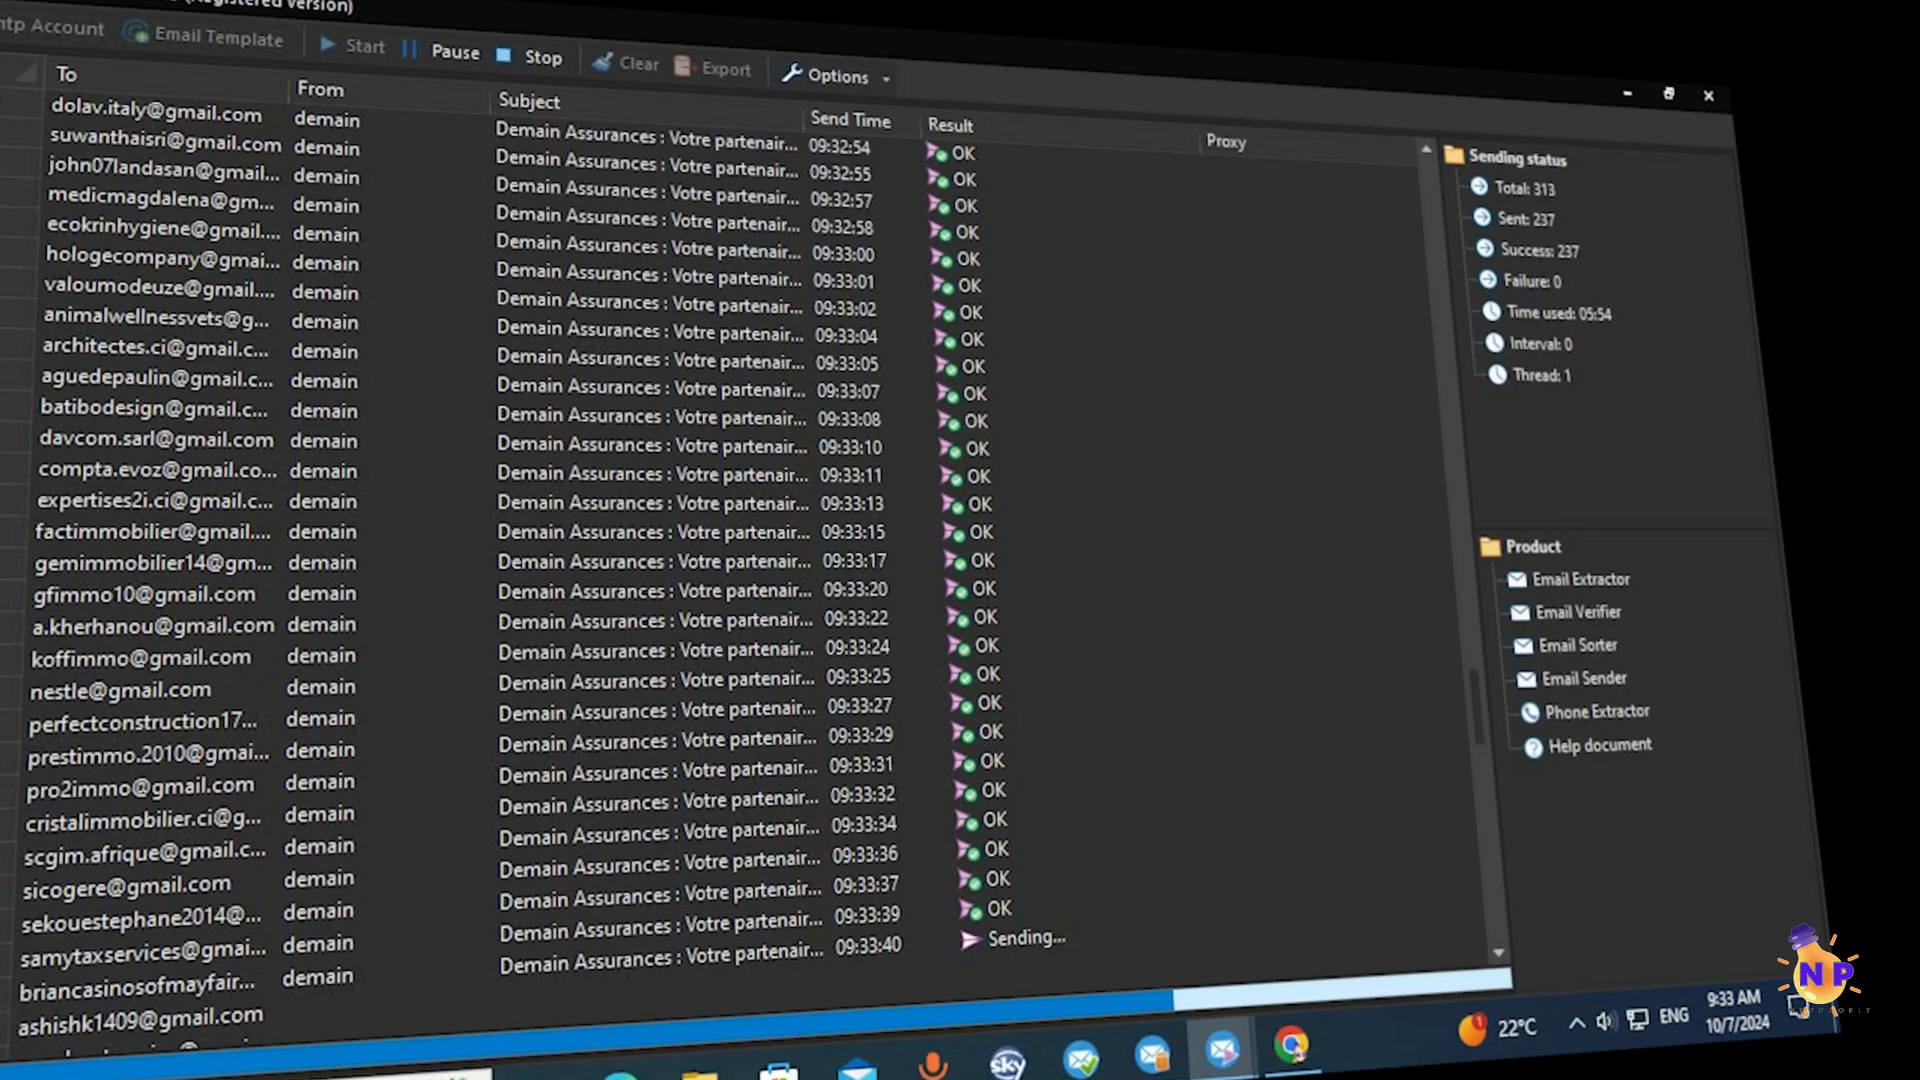 (Registered version)
Account Email Template Start Pause Stop Clear Export Options
To From Subject Send Time Result Proxy
dolav.italy@gmail.com demain Demain Assurances : Votre partenair... 09:32:54 OK
suwanthaisri@gmail.com demain Demain Assurances : Votre partenair... 09:32:55 OK
john07landasan@gmail.... demain Demain Assurances : Votre partenair... 09:32:57 OK
medicmagdalena@gm... demain Demain Assurances : Votre partenair... 09:32:58 OK
ecokrinhygiene@gmail.... demain Demain Assurances : Votre partenair... 09:33:00 OK
hologecompany@gmai... demain Demain Assurances : Votre partenair... 09:33:01 OK
valoumodeuze@gmail.... demain Demain Assurances : Votre partenair... 09:33:02 OK
animalwellnessvets@g... demain Demain Assurances : Votre partenair... 09:33:04 OK
architectes.ci@gmail.c... demain Demain Assurances : Votre partenair... 09:33:05 OK
aguedepaulin@gmail.c... demain Demain Assurances : Votre partenair... 09:33:07 OK
batibodesign@gmail.c... demain Demain Assurances : Votre partenair... 09:33:08 OK
davcom.sarl@gmail.com demain Demain Assurances : Votre partenair... 09:33:10 OK
compta.evoz@gmail.co... demain Demain Assurances : Votre partenair... 09:33:11 OK
expertises2i.ci@gmail.c... demain Demain Assurances : Votre partenair... 09:33:13 OK
factimmobilier@gmail.... demain Demain Assurances : Votre partenair... 09:33:15 OK
gemimmobilier14@gm... demain Demain Assurances : Votre partenair... 09:33:17 OK
gfimmo10@gmail.com demain Demain Assurances : Votre partenair... 09:33:20 OK
a.kherhanou@gmail.com demain Demain Assurances : Votre partenair... 09:33:22 OK
koffimmo@gmail.com demain Demain Assurances : Votre partenair... 09:33:24 OK
nestle@gmail.com demain Demain Assurances : Votre partenair... 09:33:25 OK
perfectconstruction17... demain Demain Assurances : Votre partenair... 09:33:27 OK
prestimmo.2010@gmai... demain Demain Assurances : Votre partenair... 09:33:29 OK
pro2immo@gmail.com demain Demain Assurances : Votre partenair... 09:33:31 OK
cristalimmobilier.ci@g... demain Demain Assurances : Votre partenair... 09:33:32 OK
scgim.afrique@gmail.c... demain Demain Assurances : Votre partenair... 09:33:34 OK
sicogere@gmail.com demain Demain Assurances : Votre partenair... 09:33:36 OK
sekouestephane2014@... demain Demain Assurances : Votre partenair... 09:33:37 OK
samytaxservices@gmai... demain Demain Assurances : Votre partenair... 09:33:39 OK
briancasinosofmayfair... demain Demain Assurances : Votre partenair... 09:33:40 Sending...
ashishk1409@gmail.com
Sending status
Total: 313
Sent: 237
Success: 237
Failure: 0
Time used: 05:54
Interval: 0
Thread: 1
Product
Email Extractor
Email Verifier
Email Sorter
Email Sender
Phone Extractor
Help document
NP
sky
1
22°C
ENG
9:33 AM
10/7/2024